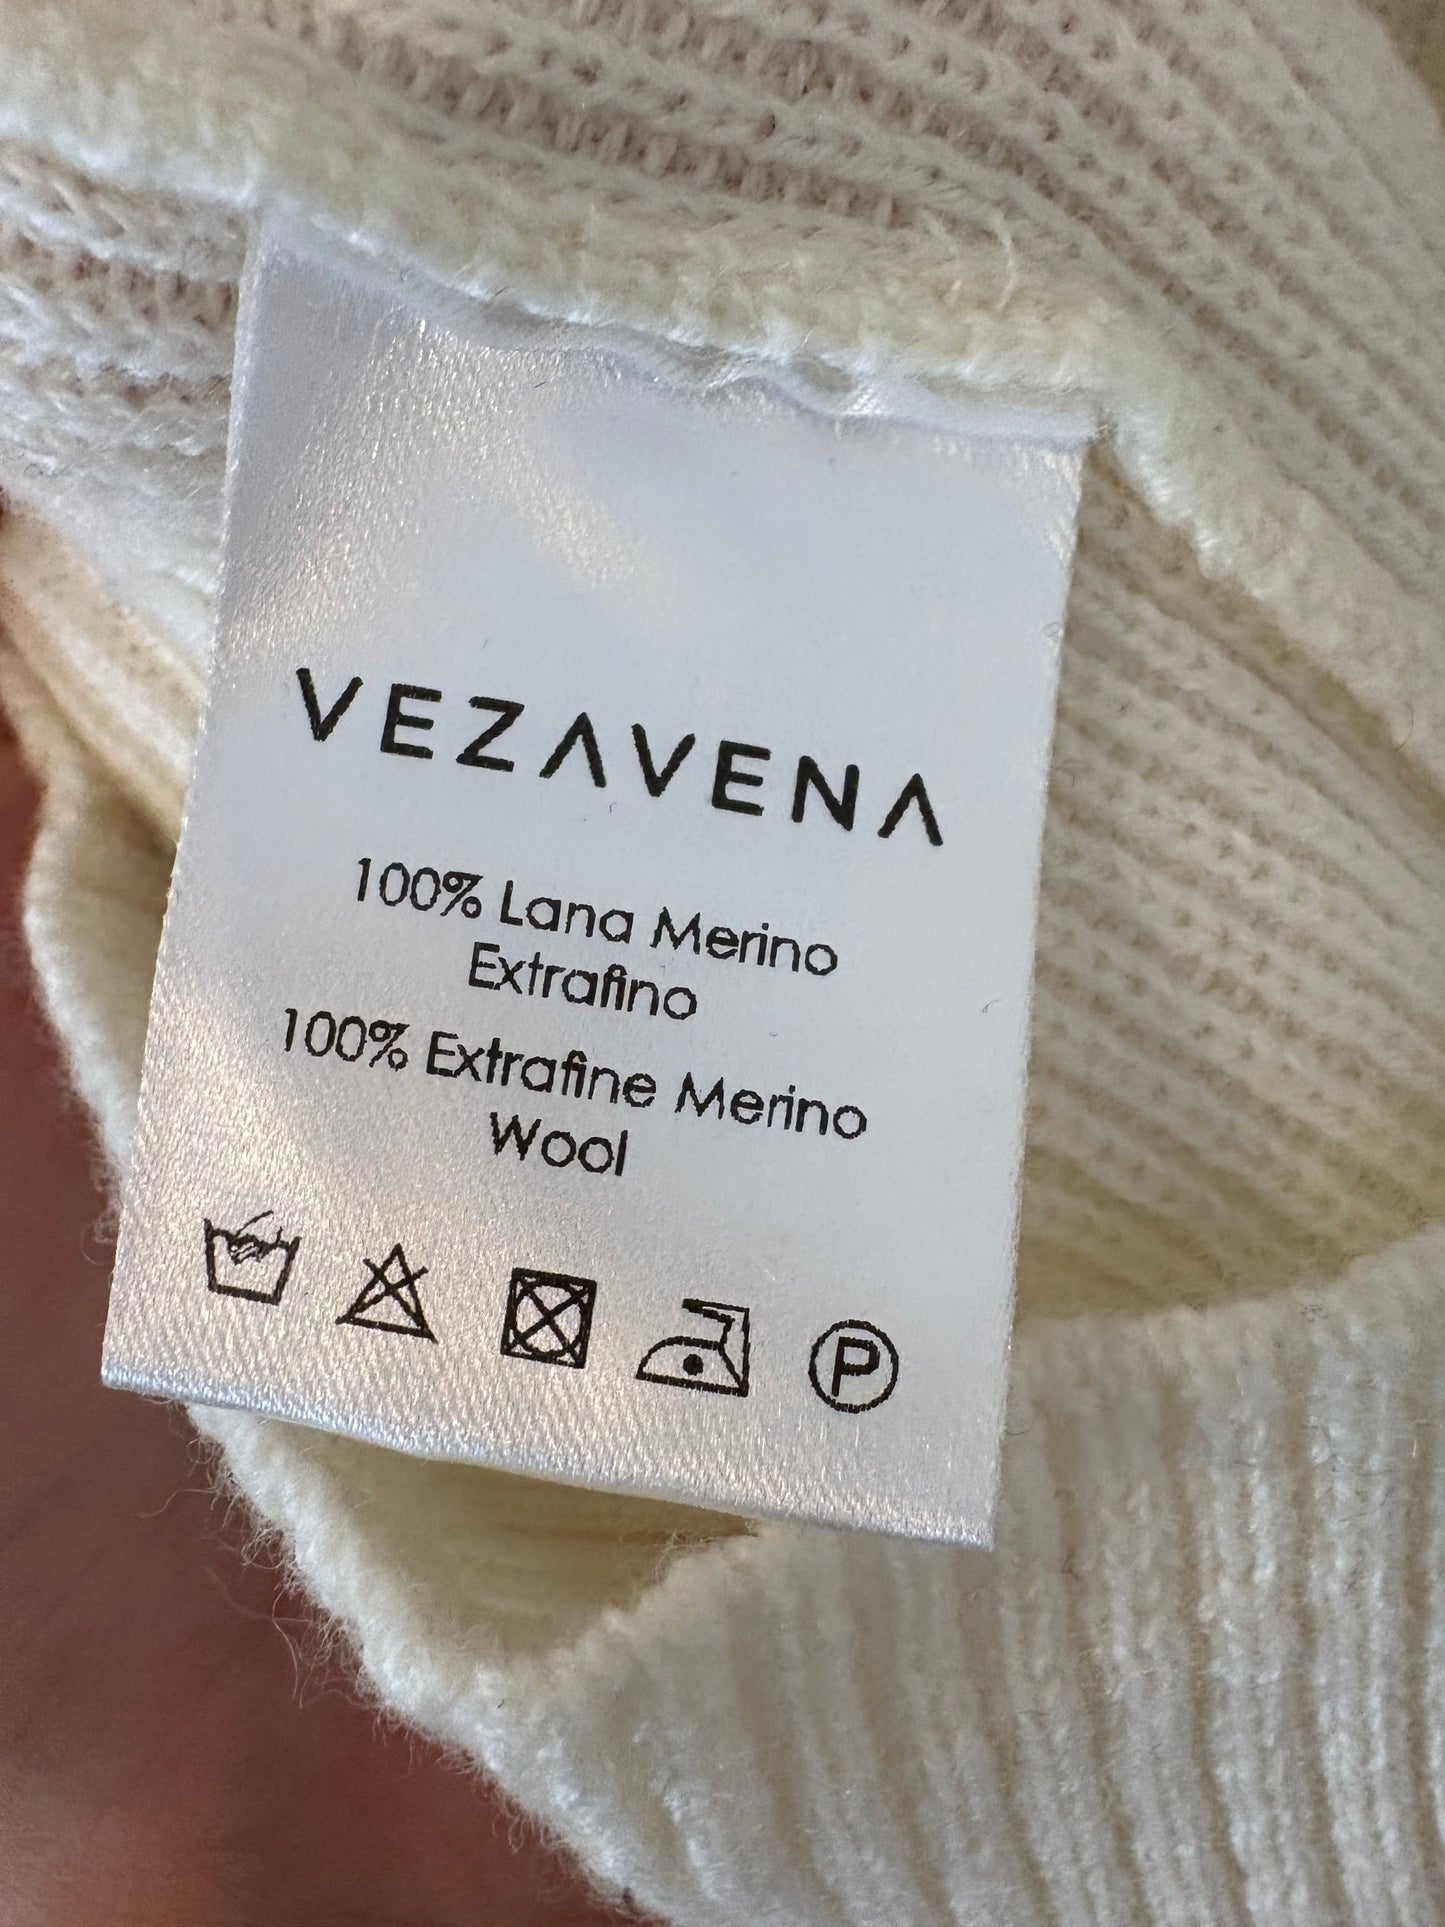 VEZAVENA
100% Lana Merino
Extrafino
100% Extrafine Merino
Wool
P